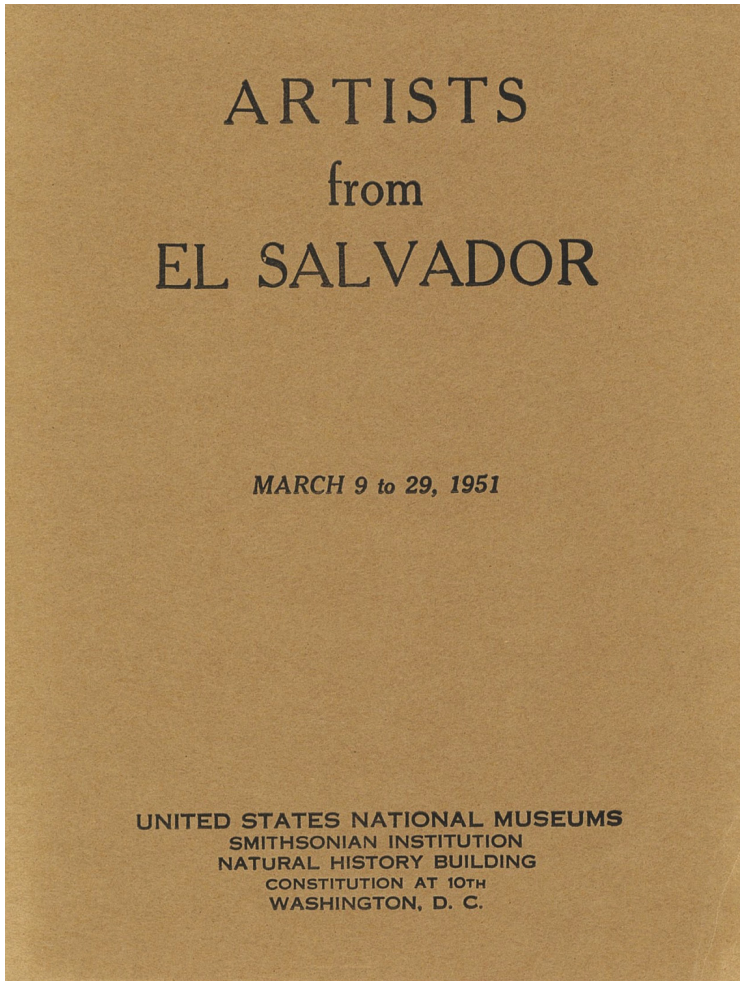 ARTISTS
from
EL SALVADOR
MARCH 9 to 29, 1951
UNITED STATES NATIONAL MUSEUMS
SMITHSONIAN INSTITUTION
NATURAL HISTORY BUILDING
CONSTITUTION AT 10TH
WASHINGTON, D. C.